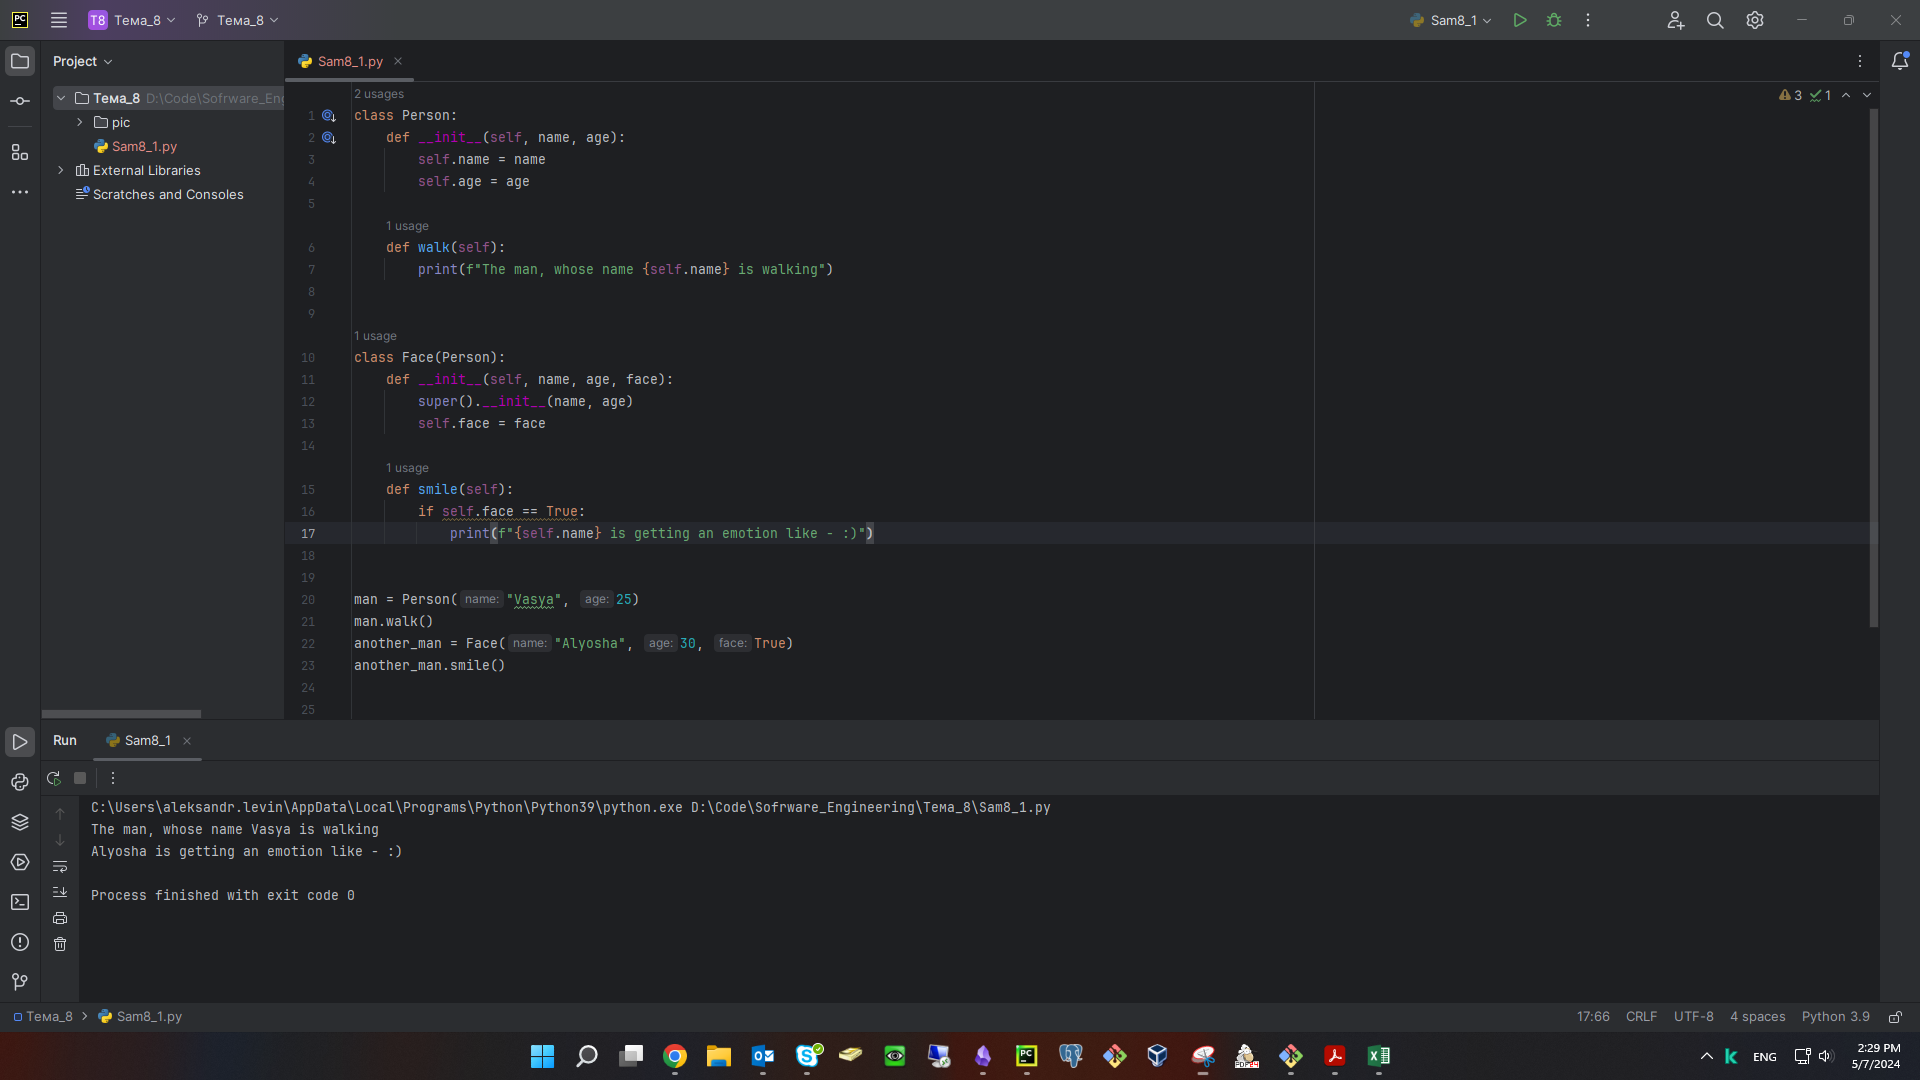 PC
T8 Тема_8 Тема_8
Sam8_1
Project
Sam8_1.py
Тема_8 D:\Code\Sofrware_Eng
pic
Sam8_1.py
External Libraries
Scratches and Consoles
3 1
2 usages
1 class Person:
2 def __init__(self, name, age):
3 self.name = name
4 self.age = age
5
1 usage
6 def walk(self):
7 print(f"The man, whose name {self.name} is walking")
8
9
1 usage
10 class Face(Person):
11 def __init__(self, name, age, face):
12 super().__init__(name, age)
13 self.face = face
14
1 usage
15 def smile(self):
16 if self.face == True:
17 print(f"{self.name} is getting an emotion like - :)")
18
19
20 man = Person( name: "Vasya", age: 25)
21 man.walk()
22 another_man = Face( name: "Alyosha", age: 30, face: True)
23 another_man.smile()
24
25
Run Sam8_1
C:\Users\aleksandr.levin\AppData\Local\Programs\Python\Python39\python.exe D:\Code\Sofrware_Engineering\Тема_8\Sam8_1.py
The man, whose name Vasya is walking
Alyosha is getting an emotion like - :)
Process finished with exit code 0
Тема_8 Sam8_1.py
17:66 CRLF UTF-8 4 spaces Python 3.9
PC
PDF24
ENG
2:29 PM
5/7/2024